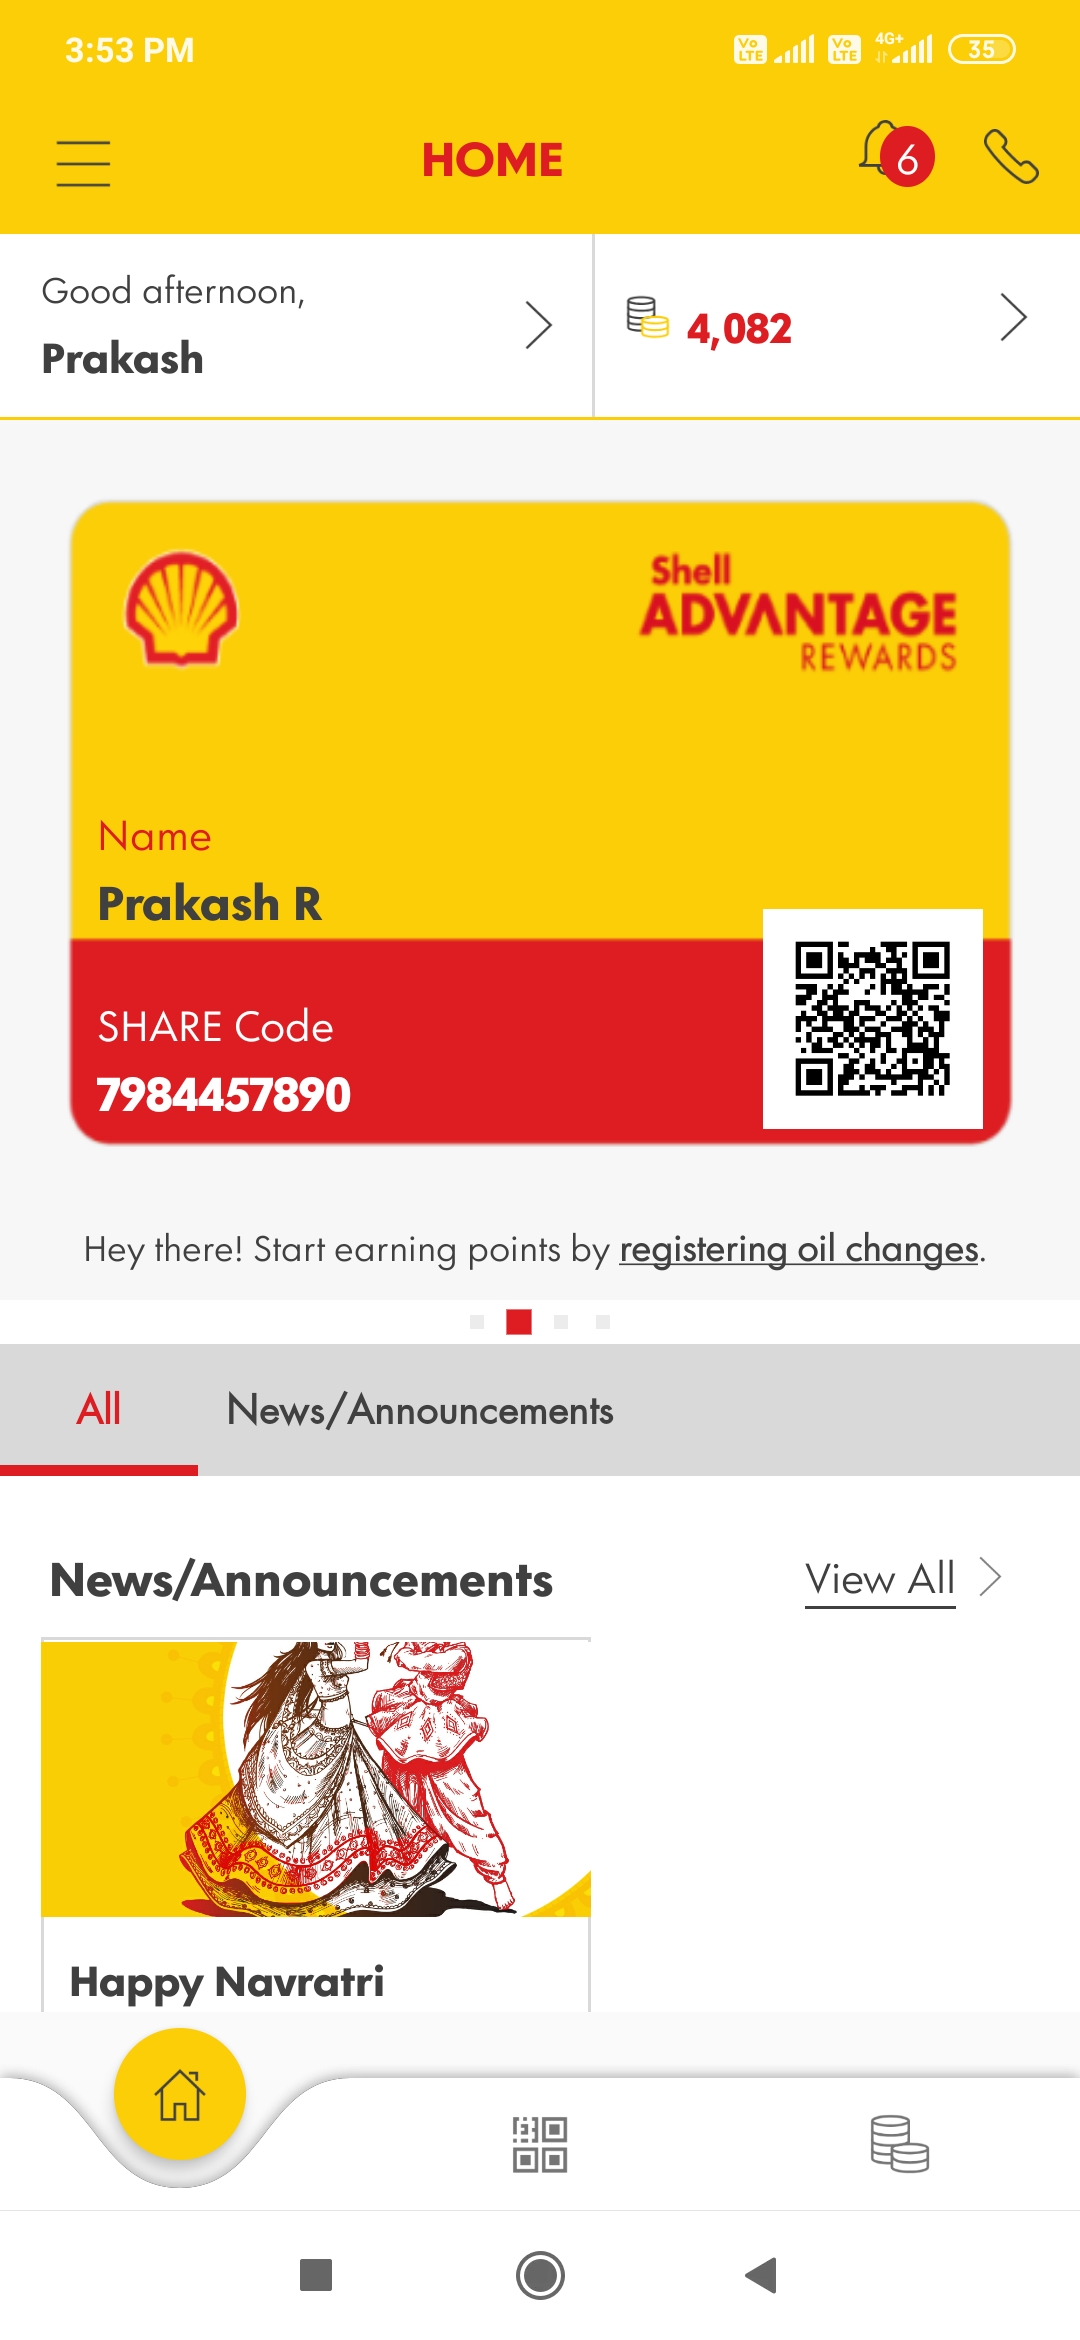 3:53 PM
Vo LTE Vo LTE 4G+ 35
HOME
6
Good afternoon,
Prakash
4,082
Shell
ADVANTAGE
REWARDS
Name
Prakash R
SHARE Code
7984457890
Hey there! Start earning points by registering oil changes.
All News/Announcements
News/Announcements View All
Happy Navratri